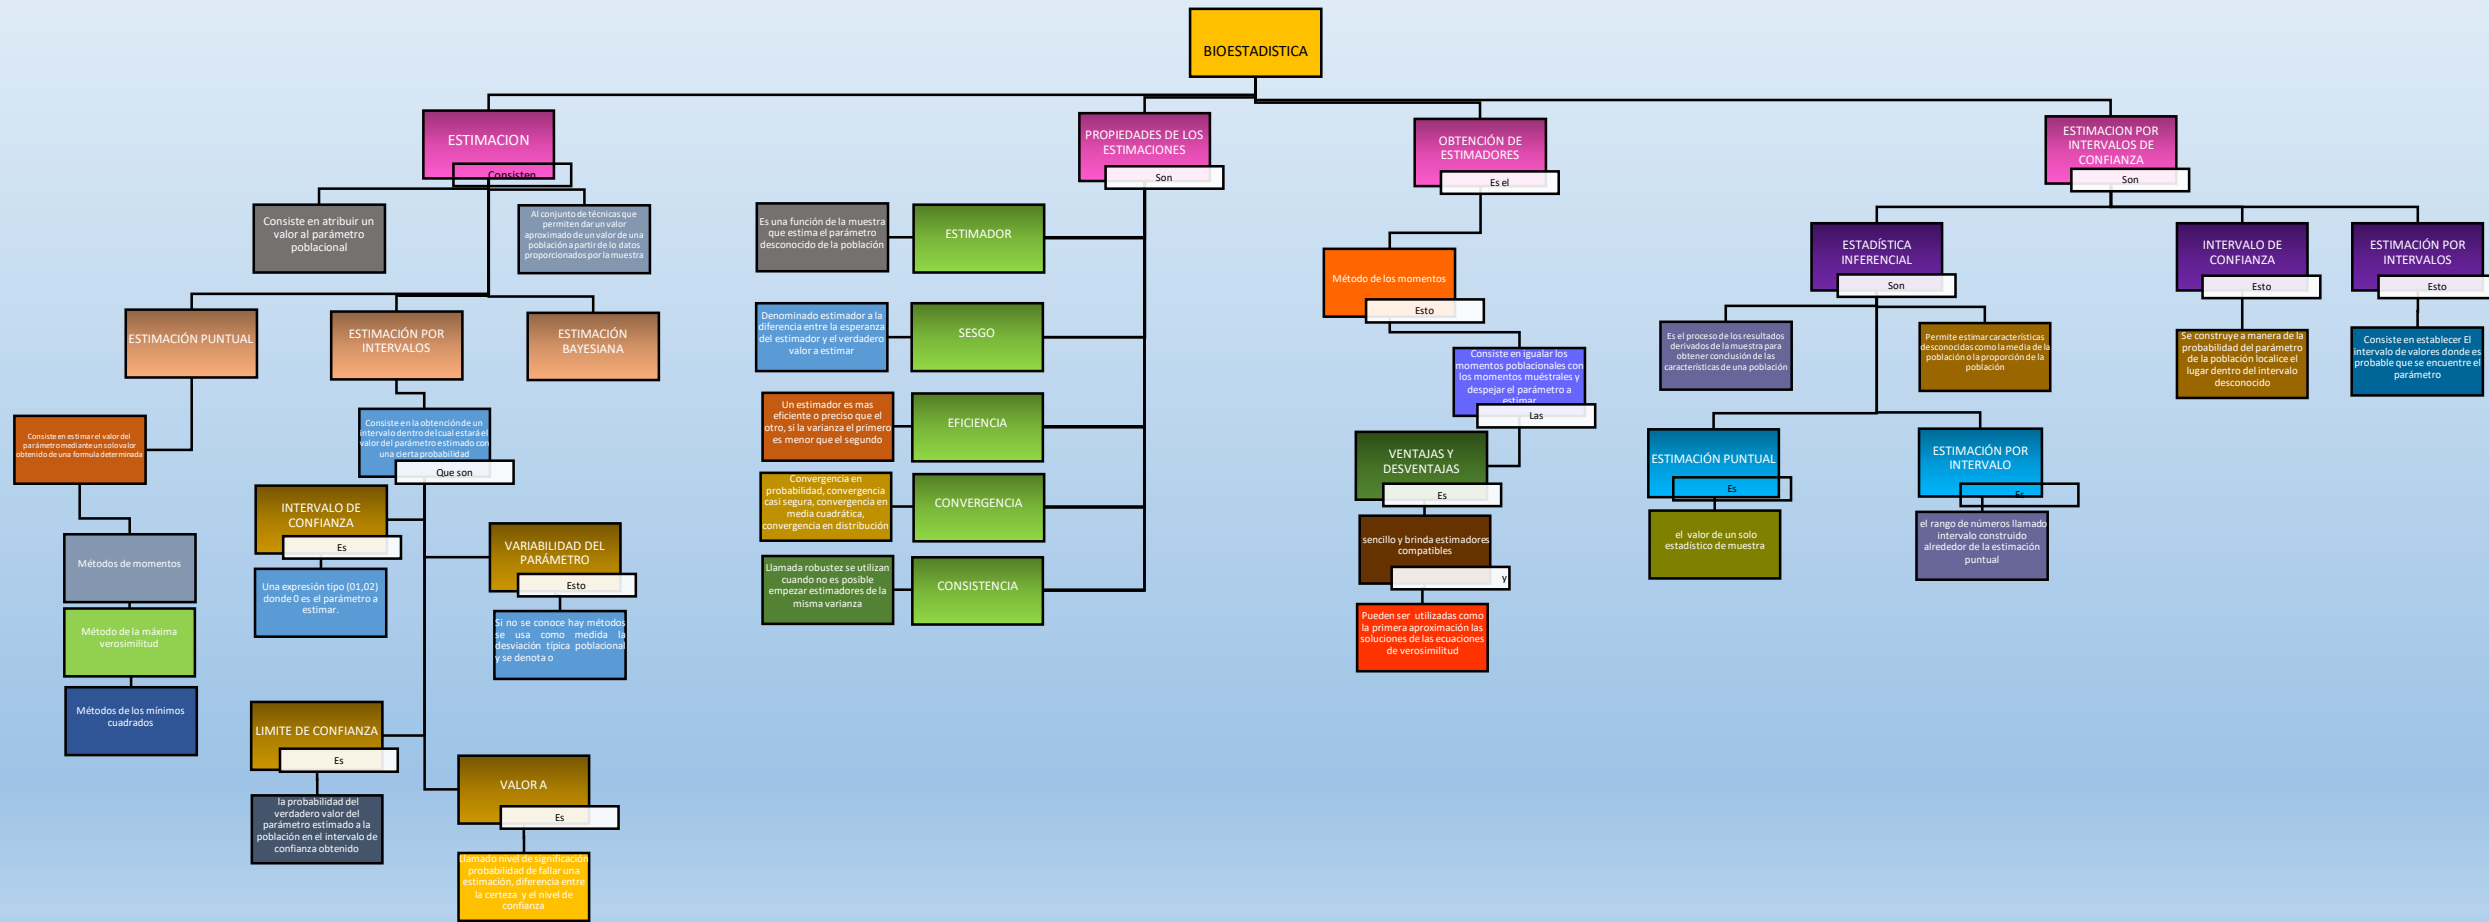 BIOESTADISTICA
ESTIMACION
Consisten
Consiste en atribuir un
valor al parámetro
poblacional
Al conjunto de técnicas que
permiten dar un valor
aproximado de un valor de una
población a partir de lo datos
proporcionados por la muestra
ESTIMACIÓN PUNTUAL
Consiste en estimar el valor del
parámetro mediante un solo valor
obtenido de una formula determinada
Métodos de momentos
Método de la máxima
verosimilitud
Métodos de los mínimos
cuadrados
ESTIMACIÓN POR
INTERVALOS
Consiste en la obtención de un
intervalo dentro del cual estará el
valor del parámetro estimado con
una cierta probabilidad
Que son
INTERVALO DE
CONFIANZA
Es
Una expresión tipo (01,02)
donde 0 es el parámetro a
estimar.
VARIABILIDAD DEL
PARÁMETRO
Esto
Si no se conoce hay métodos
se usa como medida la
desviación típica poblacional
y se denota o
LIMITE DE CONFIANZA
Es
la probabilidad del
verdadero valor del
parámetro estimado a la
población en el intervalo de
confianza obtenido
VALOR A
Es
Llamado nivel de significación
probabilidad de fallar una
estimación, diferencia entre
la certeza y el nivel de
confianza
ESTIMACIÓN
BAYESIANA
PROPIEDADES DE LOS
ESTIMACIONES
Son
ESTIMADOR
Es una función de la muestra
que estima el parámetro
desconocido de la población
SESGO
Denominado estimador a la
diferencia entre la esperanza
del estimador y el verdadero
valor a estimar
EFICIENCIA
Un estimador es mas
eficiente o preciso que el
otro, si la varianza el primero
es menor que el segundo
CONVERGENCIA
Convergencia en
probabilidad, convergencia
casi segura, convergencia en
media cuadrática,
convergencia en distribución
CONSISTENCIA
Llamada robustez se utilizan
cuando no es posible
empezar estimadores de la
misma varianza
OBTENCIÓN DE
ESTIMADORES
Es el
Método de los momentos
Esto
Consiste en igualar los
momentos poblacionales con
los momentos muéstrales y
despejar el parámetro a
estimar
Las
VENTAJAS Y
DESVENTAJAS
Es
sencillo y brinda estimadores
compatibles
y
Pueden ser utilizadas como
la primera aproximación las
soluciones de las ecuaciones
de verosimilitud
ESTIMACION POR
INTERVALOS DE
CONFIANZA
Son
ESTADÍSTICA
INFERENCIAL
Son
Es el proceso de los resultados
derivados de la muestra para
obtener conclusión de las
características de una población
Permite estimar características
desconocidas como la media de la
población o la proporción de la
población
ESTIMACIÓN PUNTUAL
Es
el valor de un solo
estadístico de muestra
ESTIMACIÓN POR
INTERVALO
Es
el rango de números llamado
intervalo construido
alrededor de la estimación
puntual
INTERVALO DE
CONFIANZA
Esto
Se construye a manera de la
probabilidad del parámetro
de la población localice el
lugar dentro del intervalo
desconocido
ESTIMACIÓN POR
INTERVALOS
Esto
Consiste en establecer El
intervalo de valores donde es
probable que se encuentre el
parámetro